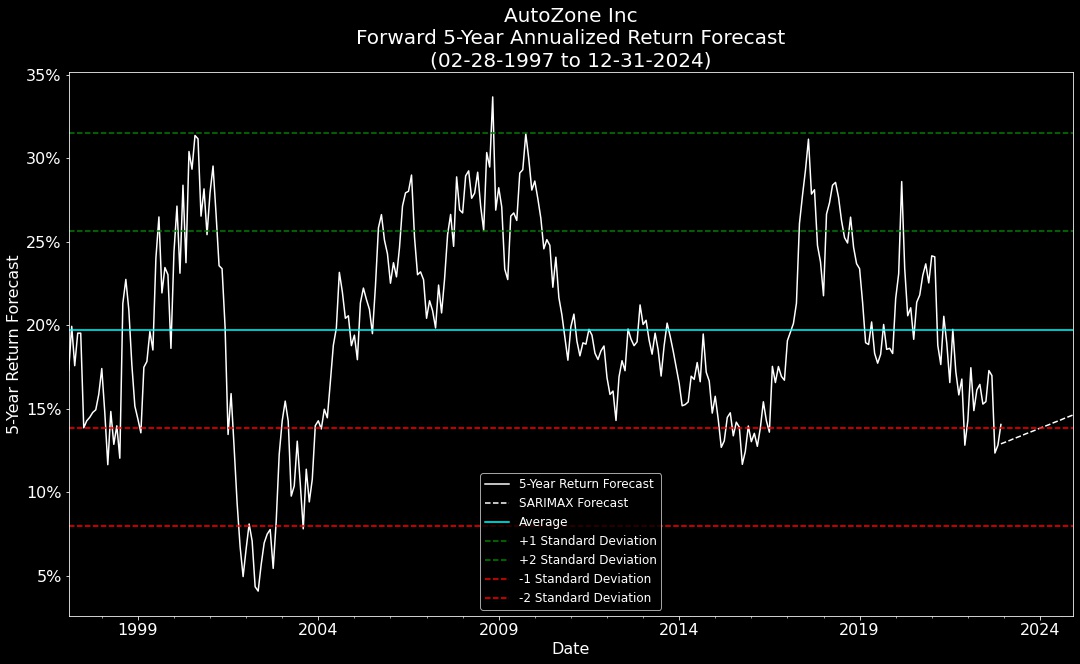 AutoZone Inc
Forward 5-Year Annualized Return Forecast
(02-28-1997 to 12-31-2024)
35%
30%
25%
20%
15%
10%
5%
5-Year Return Forecast
5-Year Return Forecast
SARIMAX Forecast
Average
+1 Standard Deviation
+2 Standard Deviation
-1 Standard Deviation
-2 Standard Deviation
1999
2004
2009
2014
2019
2024
Date